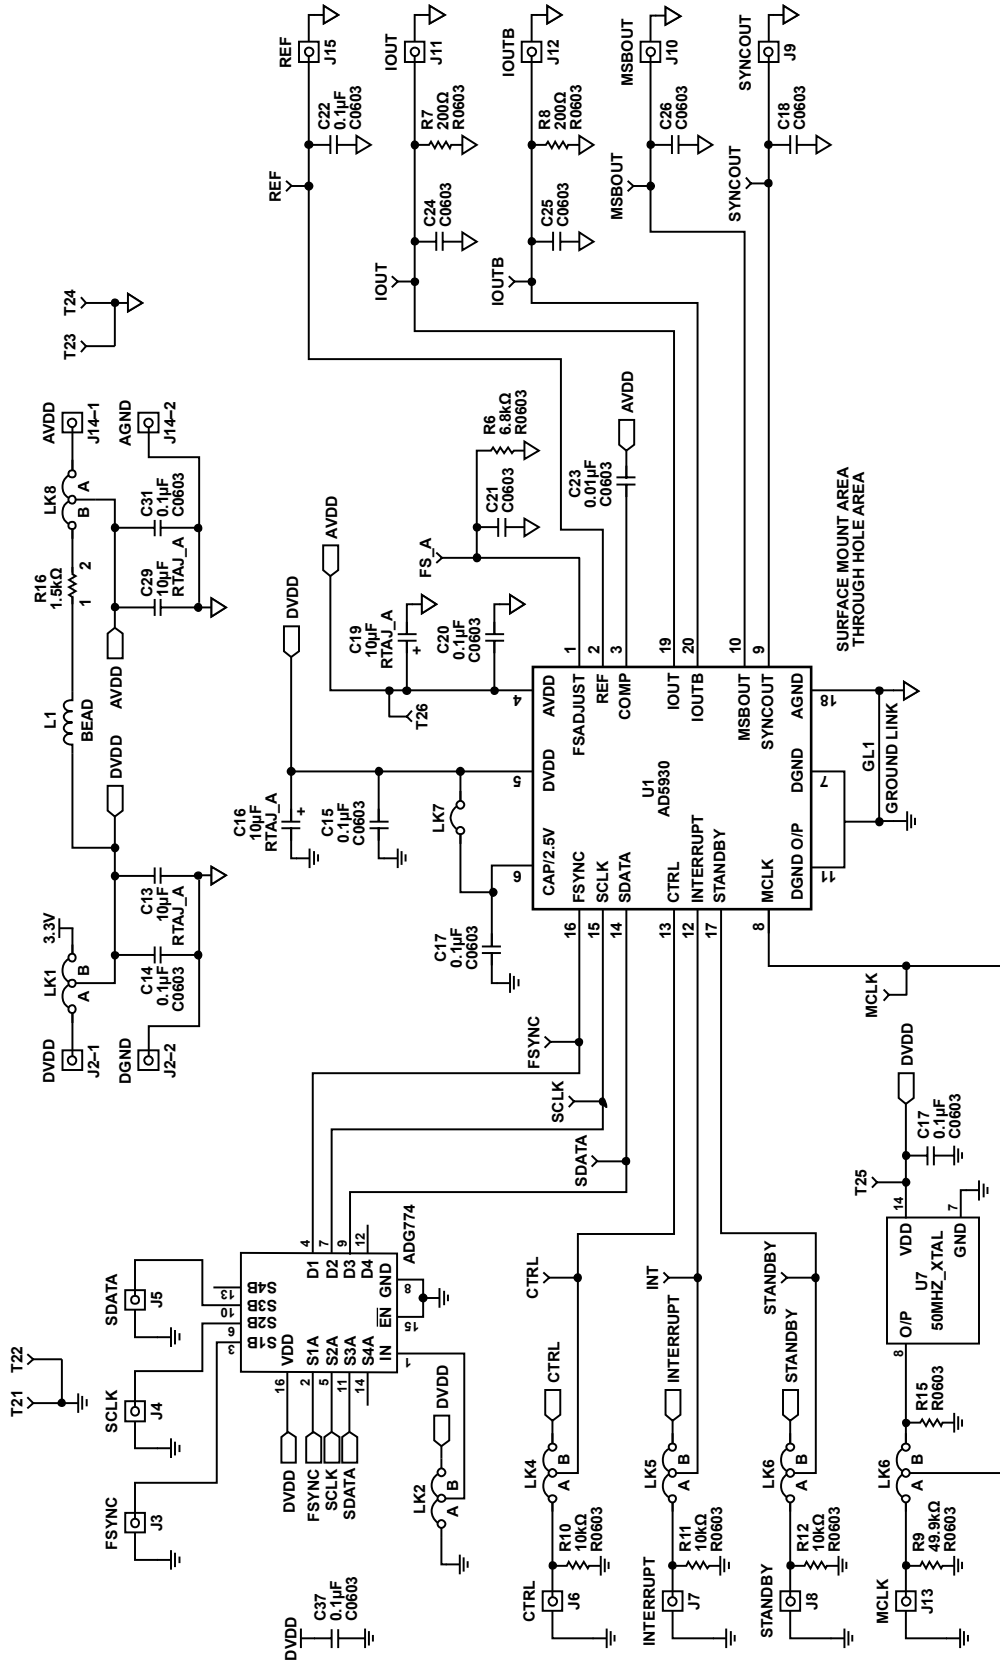 DVDD
J2–1
LK1
A
B
3.3V
DGND
J2–2
C14
0.1µF
C0603
C13
10µF
RTAJ_A
DVDD
L1
BEAD
AVDD
R16
1.5kΩ
1
2
LK8
B
A
AVDD
J14–1
AGND
J14–2
C29
10µF
RTAJ_A
C31
0.1µF
C0603
T23
T24
T21
T22
FSYNC
J3
SCLK
J4
SDATA
J5
DVDD
C37
0.1µF
C0603
DVDD
FSYNC
SCLK
SDATA
16
2
5
11
14
VDD
S1A
S2A
S3A
S4A
IN
1
3
6
10
13
S1B
S2B
S3B
S4B
D1
D2
D3
D4
4
7
9
12
EN
GND
15
8
ADG774
LK2
A
B
DVDD
FSYNC
SCLK
SDATA
C16
10µF
RTAJ_A
+
DVDD
C15
0.1µF
C0603
LK7
C17
0.1µF
C0603
AVDD
C19
10µF
RTAJ_A
+
C20
0.1µF
C0603
T26
FS_A
C21
C0603
R6
6.8kΩ
R0603
C23
0.01µF
C0603
AVDD
6
5
4
CAP/2.5V
DVDD
AVDD
16
15
14
13
12
17
8
FSYNC
SCLK
SDATA
CTRL
INTERRUPT
STANDBY
MCLK
U1
AD5930
FSADJUST
REF
COMP
IOUT
IOUTB
MSBOUT
SYNCOUT
1
2
3
19
20
10
9
DGND O/P
DGND
AGND
11
7
18
GL1
GROUND LINK
SURFACE MOUNT AREA
THROUGH HOLE AREA
REF
C22
0.1µF
C0603
REF
J15
IOUT
C24
C0603
R7
200Ω
R0603
IOUT
J11
IOUTB
C25
C0603
R8
200Ω
R0603
IOUTB
J12
MSBOUT
C26
C0603
MSBOUT
J10
SYNCOUT
C18
C0603
SYNCOUT
J9
CTRL
J6
R10
10kΩ
R0603
LK4
A
B
CTRL
CTRL
INTERRUPT
J7
R11
10kΩ
R0603
LK5
A
B
INTERRUPT
INT
STANDBY
J8
R12
10kΩ
R0603
LK6
A
B
STANDBY
STANDBY
MCLK
J13
R9
49.9kΩ
R0603
LK6
A
B
R15
R0603
8
O/P
U7
50MHZ_XTAL
VDD
GND
14
7
T25
C17
0.1µF
C0603
DVDD
MCLK